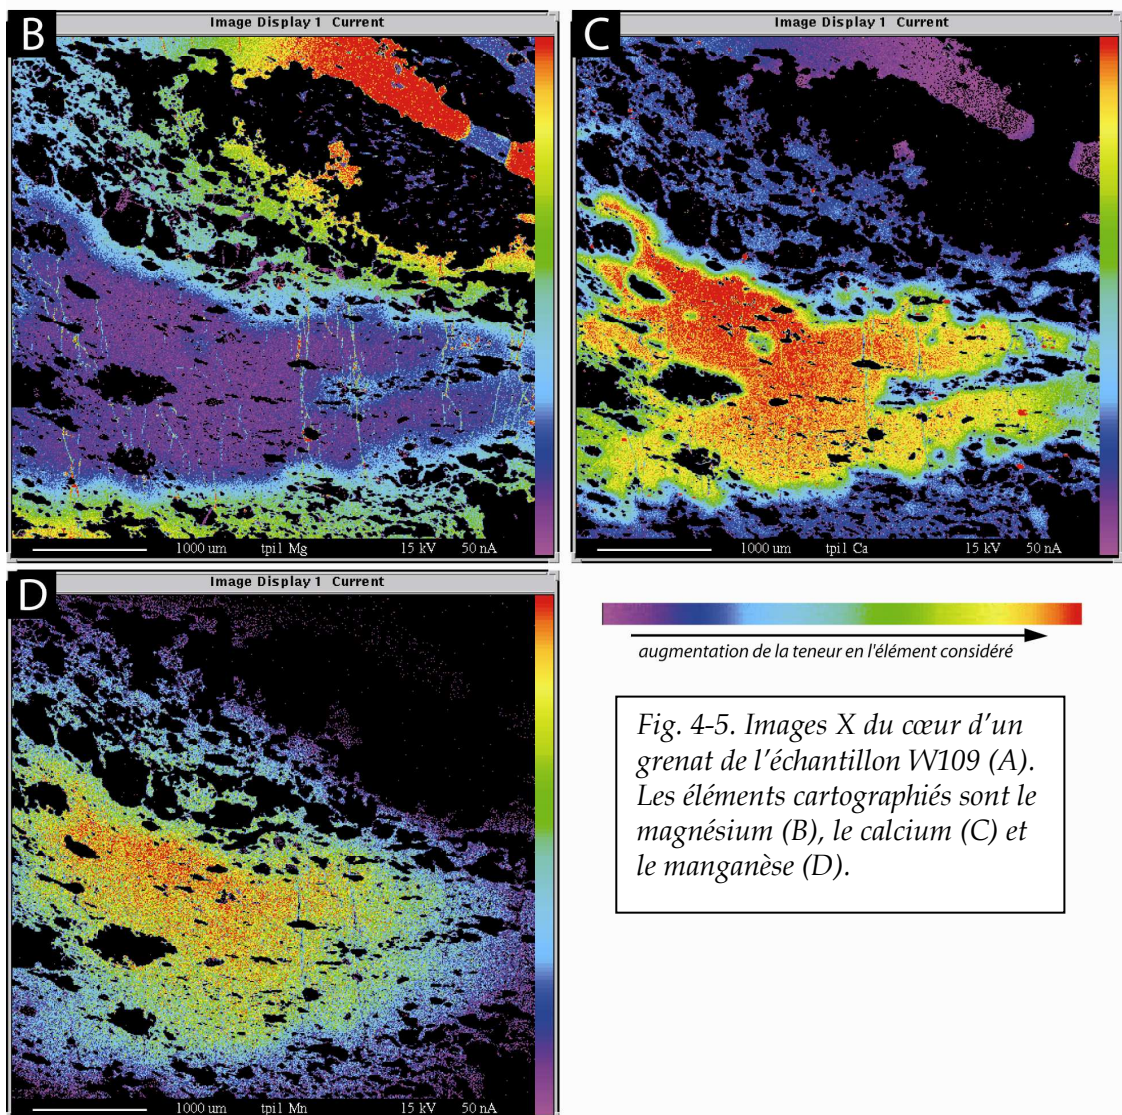 Image Display 1 Current
B
1000 um tpi1 Mg 15 kV 50 nA
Image Display 1 Current
C
1000 um tpi1 Ca 15 kV 50 nA
Image Display 1 Current
D
1000 um tpi1 Mn 15 kV 50 nA
augmentation de la teneur en l'élément considéré
Fig. 4-5. Images X du cœur d'un
grenat de l'échantillon W109 (A).
Les éléments cartographiés sont le
magnésium (B), le calcium (C) et
le manganèse (D).